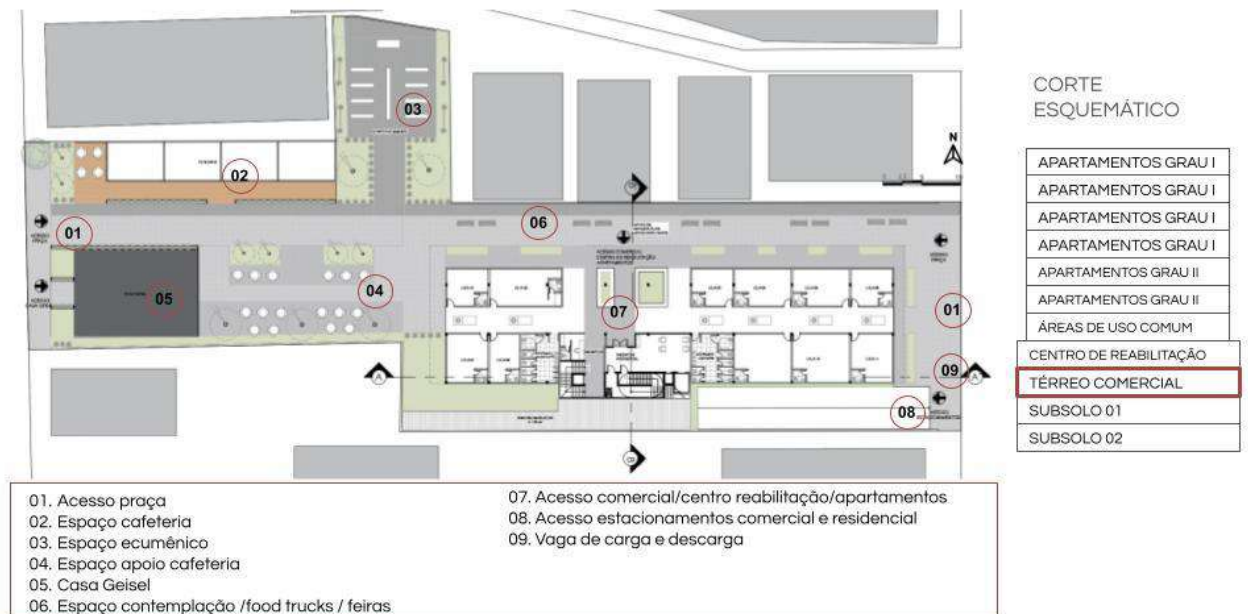 CORTE
ESQUEMÁTICO
N
APARTAMENTOS GRAU I
APARTAMENTOS GRAU I
APARTAMENTOS GRAU I
APARTAMENTOS GRAU I
APARTAMENTOS GRAU II
APARTAMENTOS GRAU II
ÁREAS DE USO COMUM
CENTRO DE REABILITAÇÃO
TÉRREO COMERCIAL
SUBSOLO 01
SUBSOLO 02
03
02
06
01
ACESSO
PRAÇA
ACESSO
PRAÇA
05
04
07
01
09
08
A
A
01. Acesso praça
02. Espaço cafeteria
03. Espaço ecumênico
04. Espaço apoio cafeteria
05. Casa Geisel
06. Espaço contemplação /food trucks / feiras
07. Acesso comercial/centro reabilitação/apartamentos
08. Acesso estacionamentos comercial e residencial
09. Vaga de carga e descarga